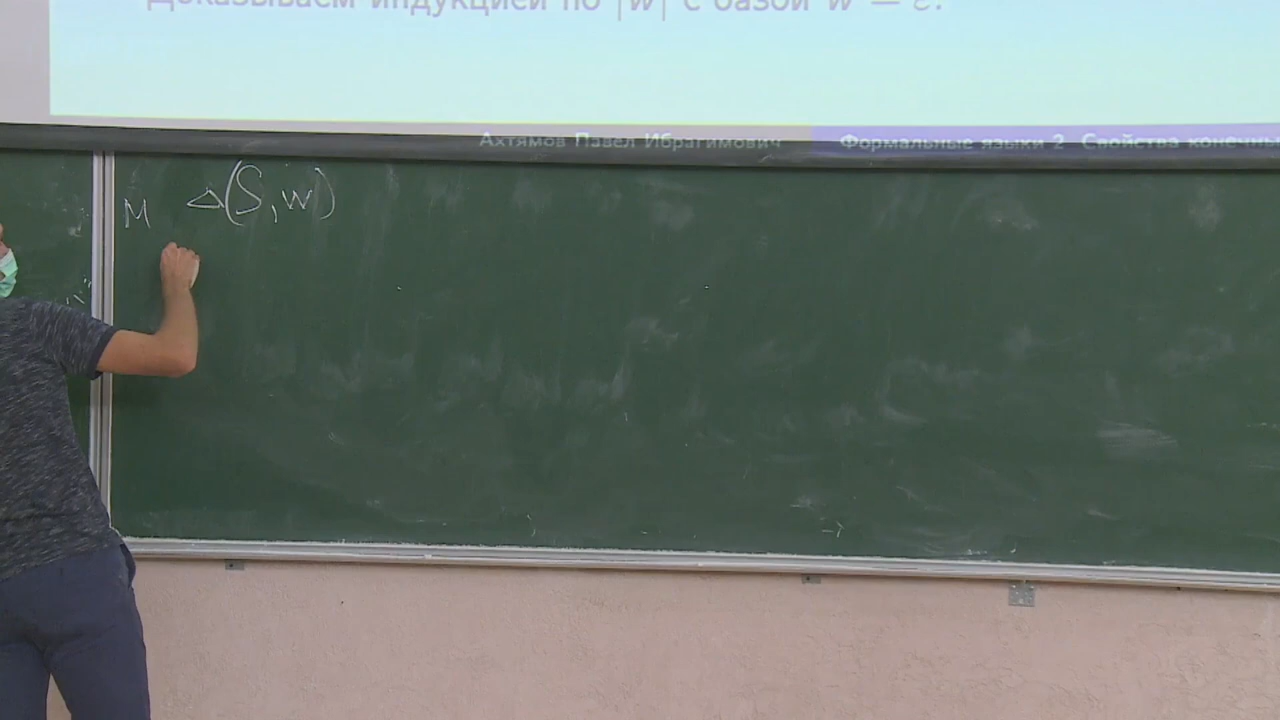 Доказываем индукцией по |w| с базой w = ε.
Ахтямов Павел Ибрагимович
Формальные языки 2. Свойства конечны
M Δ(S, w)